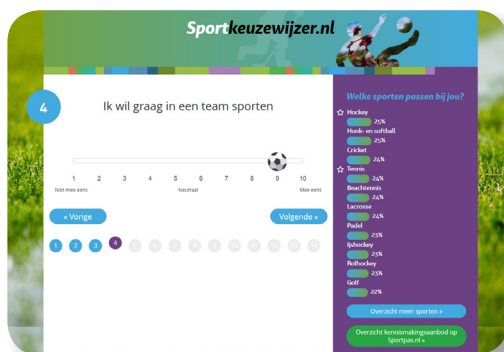 Sportkeuzewijzer.nl
4
Ik wil graag in een team sporten
1 2 3 4 5 6 7 8 9 10
Niet mee eens Neutraal Mee eens
« Vorige
Volgende »
1 2 3 4
Welke sporten passen bij jou?
Hockey
25%
Honk- en softball
25%
Cricket
24%
Tennis
24%
Beachtennis
24%
Lacrosse
24%
Padel
23%
Ijshockey
23%
Rolhockey
23%
Golf
22%
Overzicht meer sporten »
Overzicht kennismakingsaanbod op
Sportpas.nl »